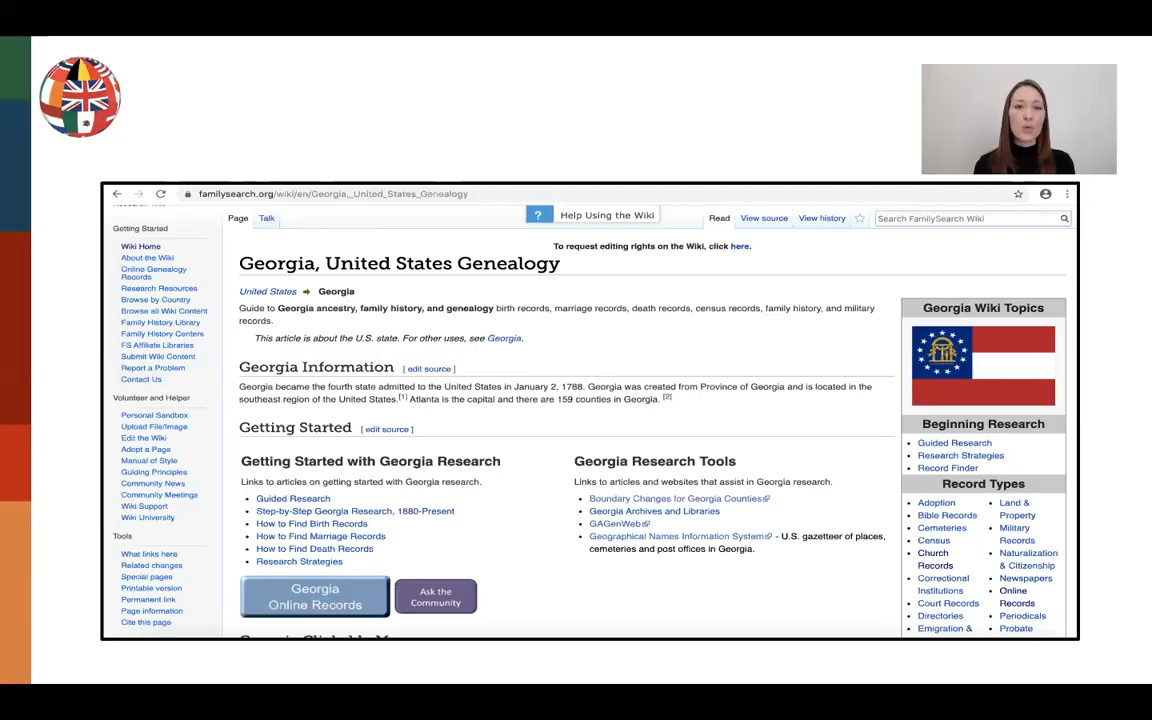 familysearch.org/wiki/en/Georgia,_United_States_Genealogy
Getting Started
Wiki Home
About the Wiki
Online Genealogy
Records
Research Resources
Browse by Country
Browse all Wiki Content
Family History Library
Family History Centers
FS Affiliate Libraries
Submit Wiki Content
Report a Problem
Contact Us
Volunteer and Helper
Personal Sandbox
Upload File/Image
Edit the Wiki
Adopt a Page
Manual of Style
Guiding Principles
Community News
Community Meetings
Wiki Support
Wiki University
Tools
What links here
Related changes
Special pages
Printable version
Permanent link
Page information
Cite this page
Page Talk
? Help Using the Wiki
Read View source View history
Search FamilySearch Wiki
To request editing rights on the Wiki, click here.
Georgia, United States Genealogy
United States Georgia
Guide to Georgia ancestry, family history, and genealogy birth records, marriage records, death records, census records, family history, and military
records.
This article is about the U.S. state. For other uses, see Georgia.
Georgia Information [ edit source ]
Georgia became the fourth state admitted to the United States in January 2, 1788. Georgia was created from Province of Georgia and is located in the
southeast region of the United States.[1] Atlanta is the capital and there are 159 counties in Georgia. [2]
Getting Started [ edit source ]
Getting Started with Georgia Research
Links to articles on getting started with Georgia research.
Guided Research
Step-by-Step Georgia Research, 1880-Present
How to Find Birth Records
How to Find Marriage Records
How to Find Death Records
Research Strategies
Georgia
Online Records
Ask the
Community
Georgia Research Tools
Links to articles and websites that assist in Georgia research.
Boundary Changes for Georgia Counties
Georgia Archives and Libraries
GAGenWeb
Geographical Names Information System - U.S. gazetteer of places,
cemeteries and post offices in Georgia.
Georgia Wiki Topics
Beginning Research
Guided Research
Research Strategies
Record Finder
Record Types
Adoption
Bible Records
Cemeteries
Census
Church
Records
Correctional
Institutions
Court Records
Directories
Emigration &
Land &
Property
Military
Records
Naturalization
& Citizenship
Newspapers
Online
Records
Periodicals
Probate